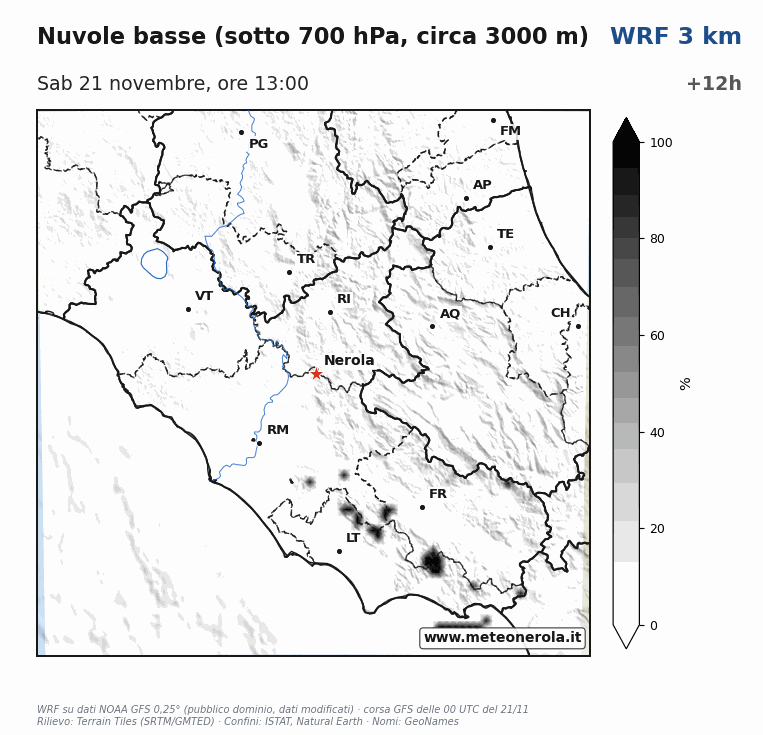 Nuvole basse (sotto 700 hPa, circa 3000 m) WRF 3 km
Sab 21 novembre, ore 13:00 +12h
PG
FM
AP
TE
TR
VT
RI
AQ
CH
Nerola
RM
FR
LT
100
80
60
40
20
0
%
www.meteonerola.it
WRF su dati NOAA GFS 0,25° (pubblico dominio, dati modificati) · corsa GFS delle 00 UTC del 21/11
Rilievo: Terrain Tiles (SRTM/GMTED) · Confini: ISTAT, Natural Earth · Nomi: GeoNames